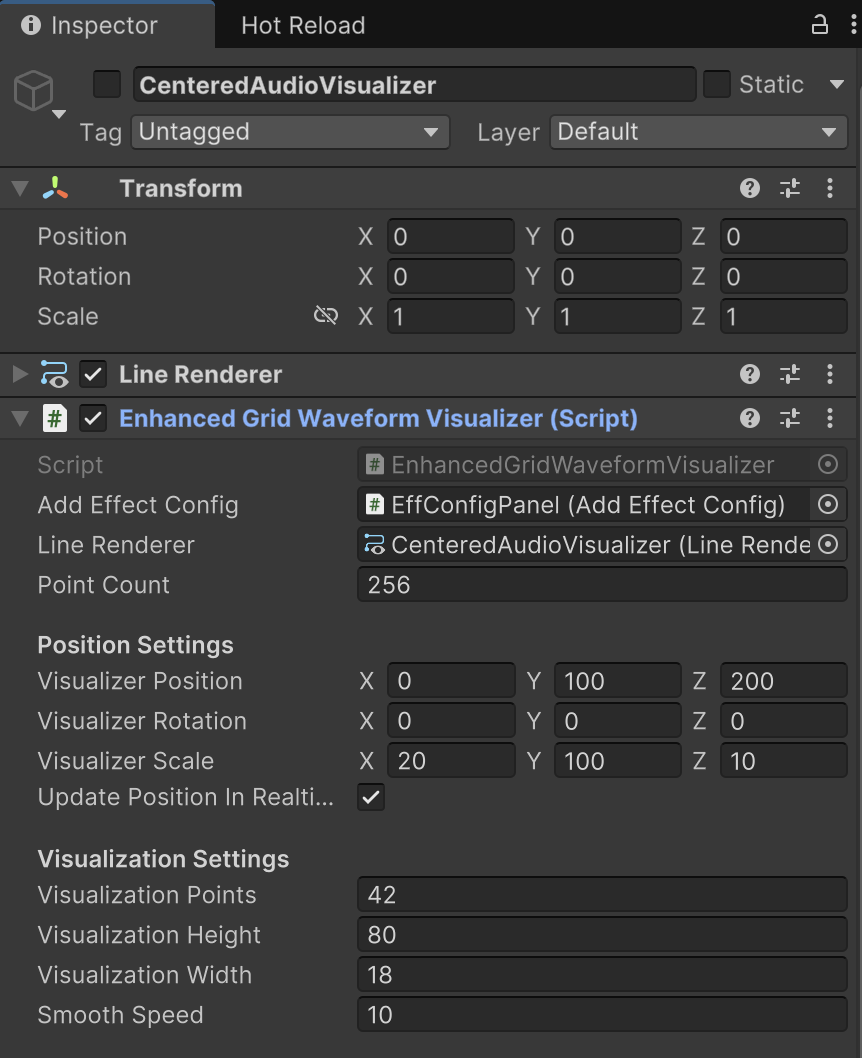 Inspector Hot Reload
CenteredAudioVisualizer Static
Tag Untagged Layer Default
Transform
Position X 0 Y 0 Z 0
Rotation X 0 Y 0 Z 0
Scale X 1 Y 1 Z 1
Line Renderer
# Enhanced Grid Waveform Visualizer (Script)
Script # EnhancedGridWaveformVisualizer
Add Effect Config # EffConfigPanel (Add Effect Config)
Line Renderer CenteredAudioVisualizer (Line Rende
Point Count 256
Position Settings
Visualizer Position X 0 Y 100 Z 200
Visualizer Rotation X 0 Y 0 Z 0
Visualizer Scale X 20 Y 100 Z 10
Update Position In Realti...
Visualization Settings
Visualization Points 42
Visualization Height 80
Visualization Width 18
Smooth Speed 10